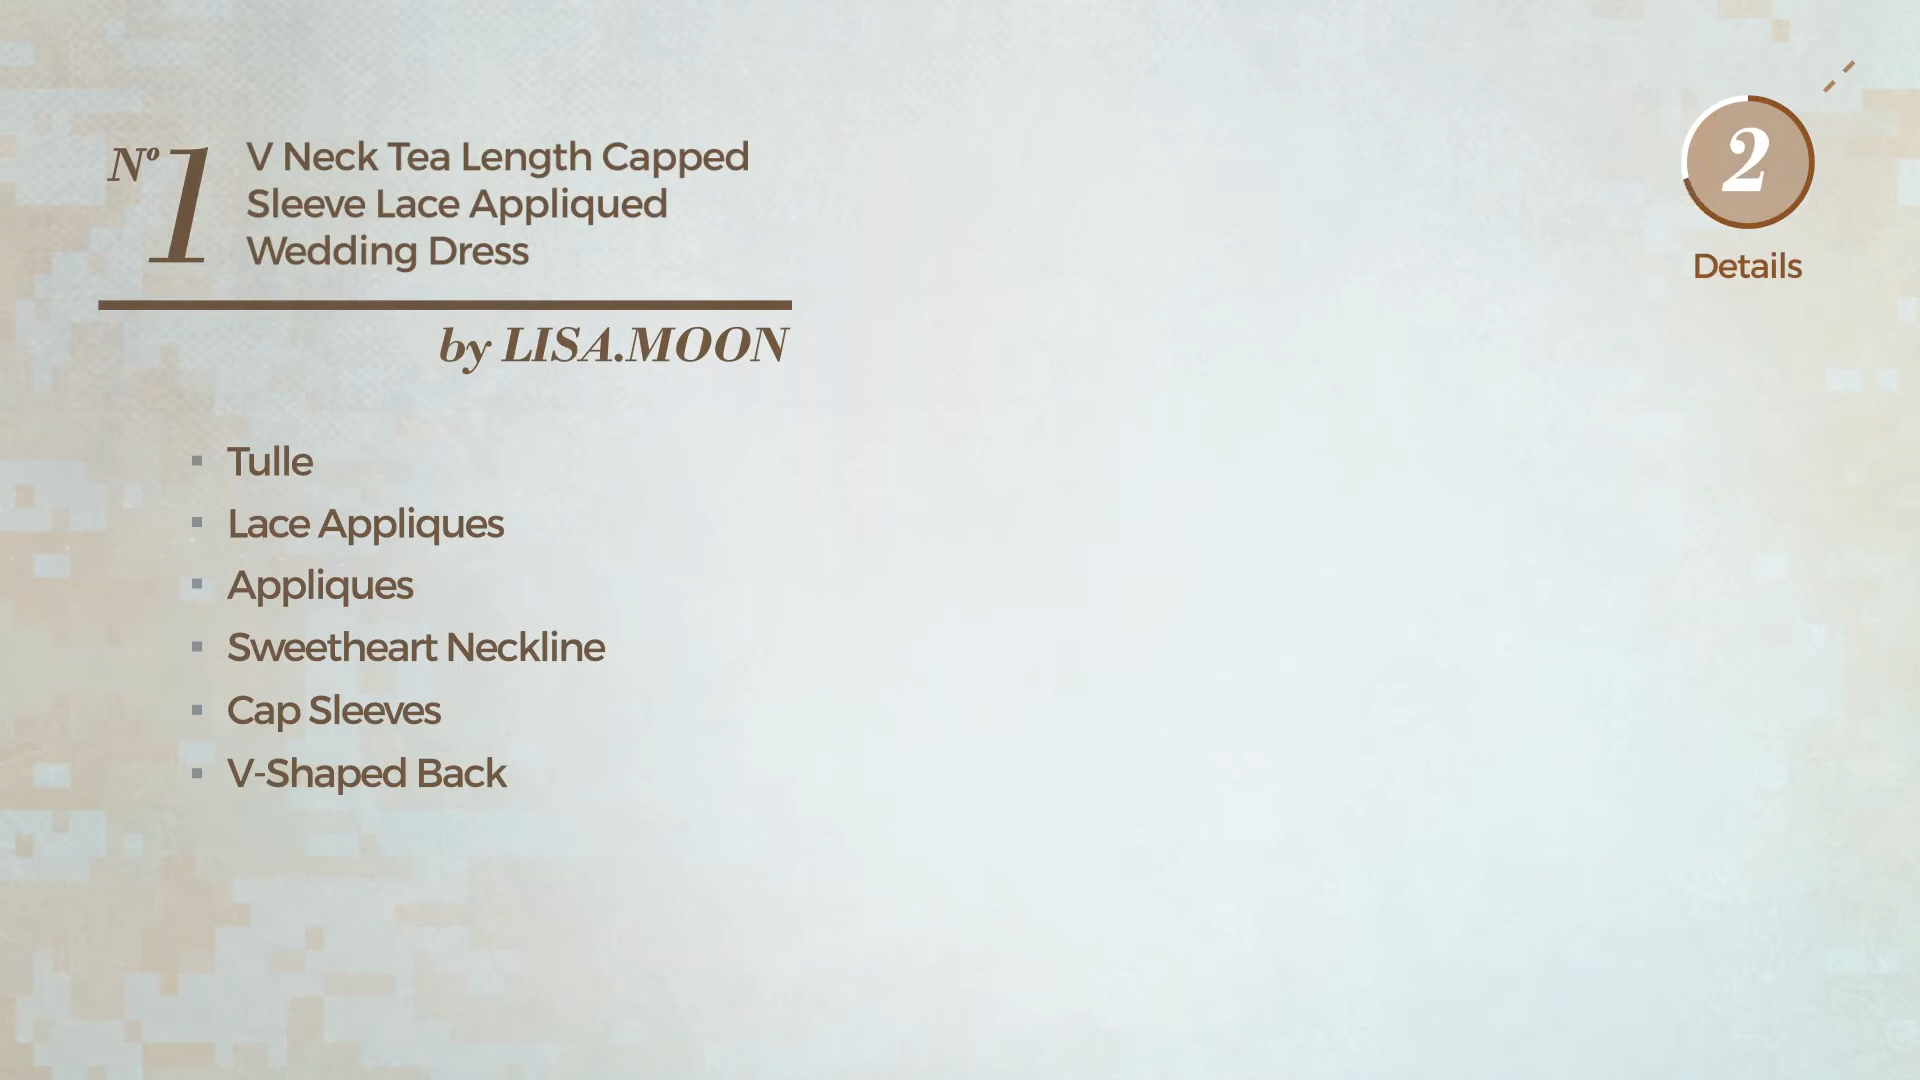 Nº 1
V Neck Tea Length Capped
Sleeve Lace Appliqued
Wedding Dress
by LISA.MOON
2
Details
▪ Tulle
▪ Lace Appliques
▪ Appliques
▪ Sweetheart Neckline
▪ Cap Sleeves
▪ V-Shaped Back